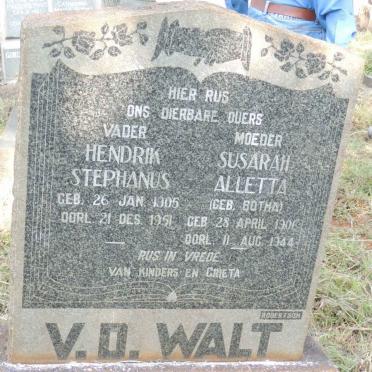 HIER RUS
ONS DIERBARE OUERS
VADER
HENDRIK
STEPHANUS
GEB. 26 JAN. 1905
OORL. 21 DES. 1951
MOEDER
SUSARAH
ALLETTA
(GEB. BOTHA)
GEB. 28 APRIL 1906
OORL. 11 AUG. 1944
RUS IN VREDE
VAN KINDERS EN GRIETA
ROBERTSON
V.D. WALT